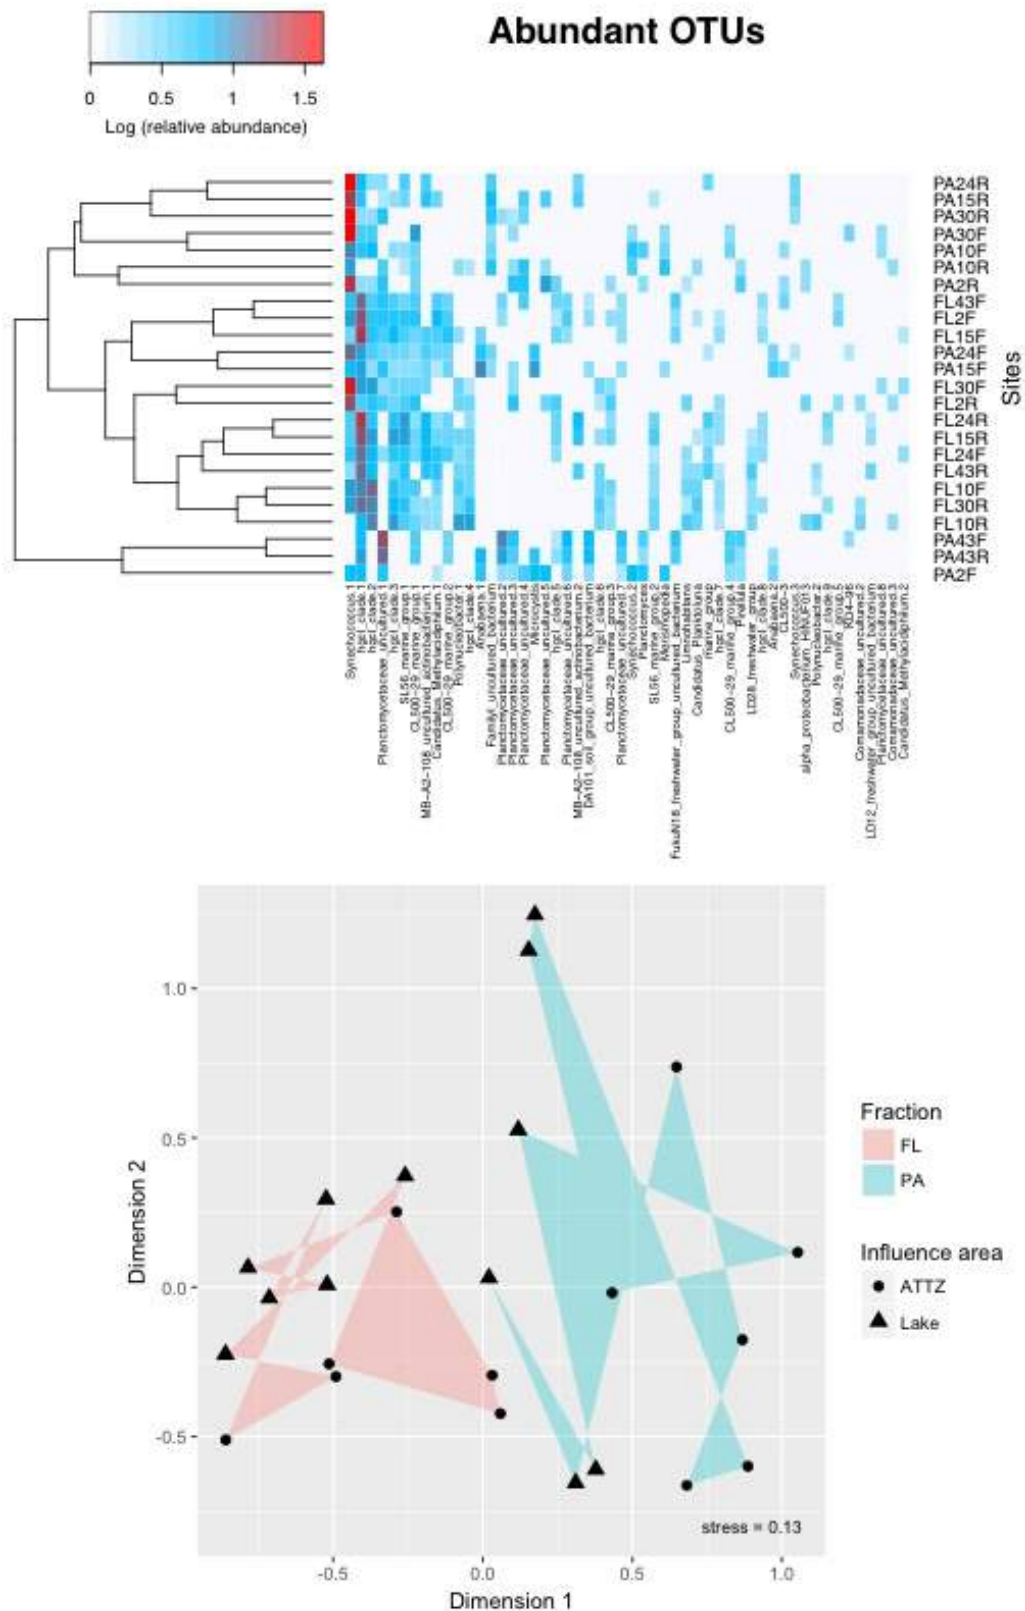 Abundant OTUs
0 0.5 1 1.5
Log (relative abundance)
PA24R
PA15R
PA30R
PA30F
PA10F
PA10R
PA2R
FL43F
FL2F
FL15F
PA24F
PA15F
FL30F
FL2R
FL24R
FL15R
FL24F
FL43R
FL10F
FL30R
FL10R
PA43F
PA43R
PA2F
Sites
Synechococcus.1
hgcI_clade.1
hgcI_clade.2
Planctomycetaceae_uncultured.1
hgcI_clade.3
SL56_marine_group.1
CL500-29_marine_group.1
MB-A2-108_uncultured_actinobacterium.1
Candidatus_Methylacidiphilum.1
CL500-29_marine_group.2
Polynucleobacter.1
hgcI_clade.4
Anabaena.1
FamilyI_uncultured_bacterium
Planctomycetaceae_uncultured.2
Planctomycetaceae_uncultured.3
Planctomycetaceae_uncultured.4
Microcystis
Planctomycetaceae_uncultured.5
hgcI_clade.5
Planctomycetaceae_uncultured.6
MB-A2-108_uncultured_actinobacterium.2
DA101_soil_group_uncultured_bacterium
hgcI_clade.6
CL500-29_marine_group.3
Planctomycetaceae_uncultured.7
Synechococcus.2
Planctomyces
SL56_marine_group.2
Merismopedia
FukuN18_freshwater_group_uncultured_bacterium
Limnohabitans
Candidatus_Planktoluna
marine_group
hgcI_clade.7
CL500-29_marine_group.4
Pirellula
LD28_freshwater_group
hgcI_clade.8
Anabaena.2
CL500-3
Synechococcus.3
alpha_proteobacterium_HINUF013
Polynucleobacter.2
hgcI_clade.9
CL500-29_marine_group.5
KD4-96
Comamonadaceae_uncultured.2
LD12_freshwater_group_uncultured_bacterium
Planctomycetaceae_uncultured.8
Comamonadaceae_uncultured.3
Candidatus_Methylacidiphilum.2
1.0
0.5
0.0
-0.5
Dimension 2
stress = 0.13
-0.5 0.0 0.5 1.0
Dimension 1
Fraction
FL
PA
Influence area
ATTZ
Lake